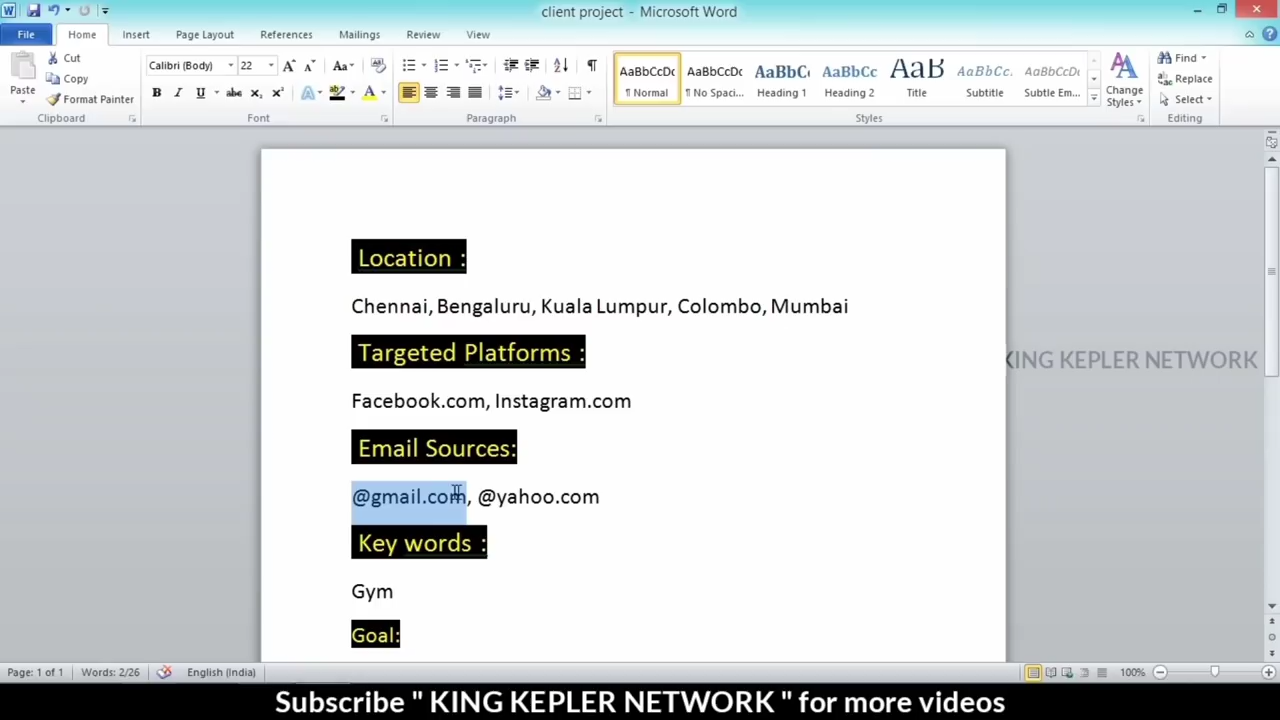 client project - Microsoft Word
File Home Insert Page Layout References Mailings Review View
Cut
Copy
Format Painter
Paste
Calibri (Body) 22
AaBbCcDc AaBbCcDc AaBbC AaBbCc AaB AaBbCcL AaBbCcDc
¶ Normal ¶ No Spaci... Heading 1 Heading 2 Title Subtitle Subtle Em...
Change Styles
Find
Replace
Select
Clipboard Font Paragraph Styles Editing
Location :
Chennai, Bengaluru, Kuala Lumpur, Colombo, Mumbai
Targeted Platforms :
KING KEPLER NETWORK
Facebook.com, Instagram.com
Email Sources:
@gmail.com, @yahoo.com
Key words :
Gym
Goal:
Page: 1 of 1 Words: 2/26 English (India) 100%
Subscribe " KING KEPLER NETWORK " for more videos